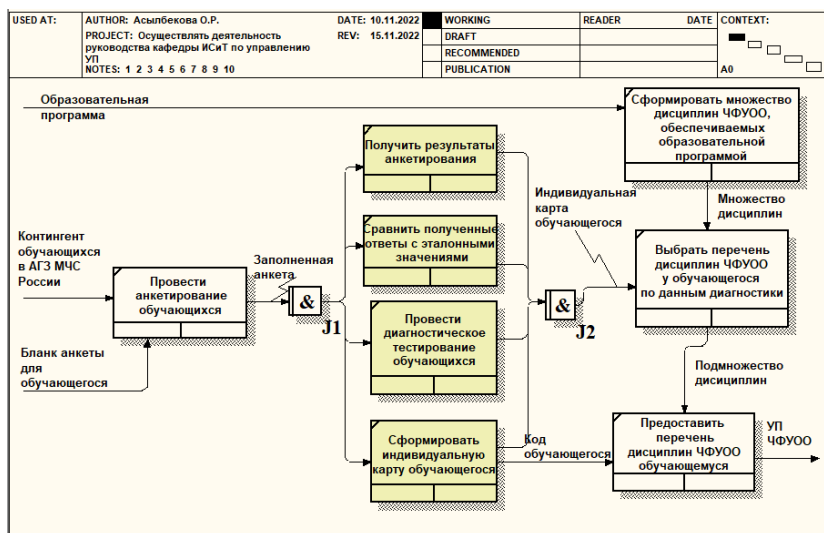 USED AT:
AUTHOR: Асылбекова О.Р.
DATE: 10.11.2022
WORKING
READER
DATE
CONTEXT:
PROJECT: Осуществлять деятельность
руководства кафедры ИСиТ по управлению
УП
REV: 15.11.2022
DRAFT
RECOMMENDED
NOTES: 1 2 3 4 5 6 7 8 9 10
PUBLICATION
A0
Образовательная
программа
Сформировать множество
дисциплин ЧФУОО,
обеспечиваемых
образовательной
программой
Получить результаты
анкетирования
Индивидуальная
карта
обучающегося
Множество
дисциплин
Контингент
обучающихся
в АГЗ МЧС
России
Заполненная
анкета
Сравнить полученные
ответы с эталонными
значениями
Выбрать перечень
дисциплин ЧФУОО
у обучающегося
по данным диагностики
Провести
анкетирование
обучающихся
&
J1
&
J2
Провести
диагностическое
тестирование
обучающихся
Бланк анкеты
для
обучающегося
Подмножество
дисициплин
Сформировать
индивидуальную
карту обучающегося
Код
обучающегося
Предоставить
перечень
дисциплин ЧФУОО
обучающемуся
УП
ЧФУОО